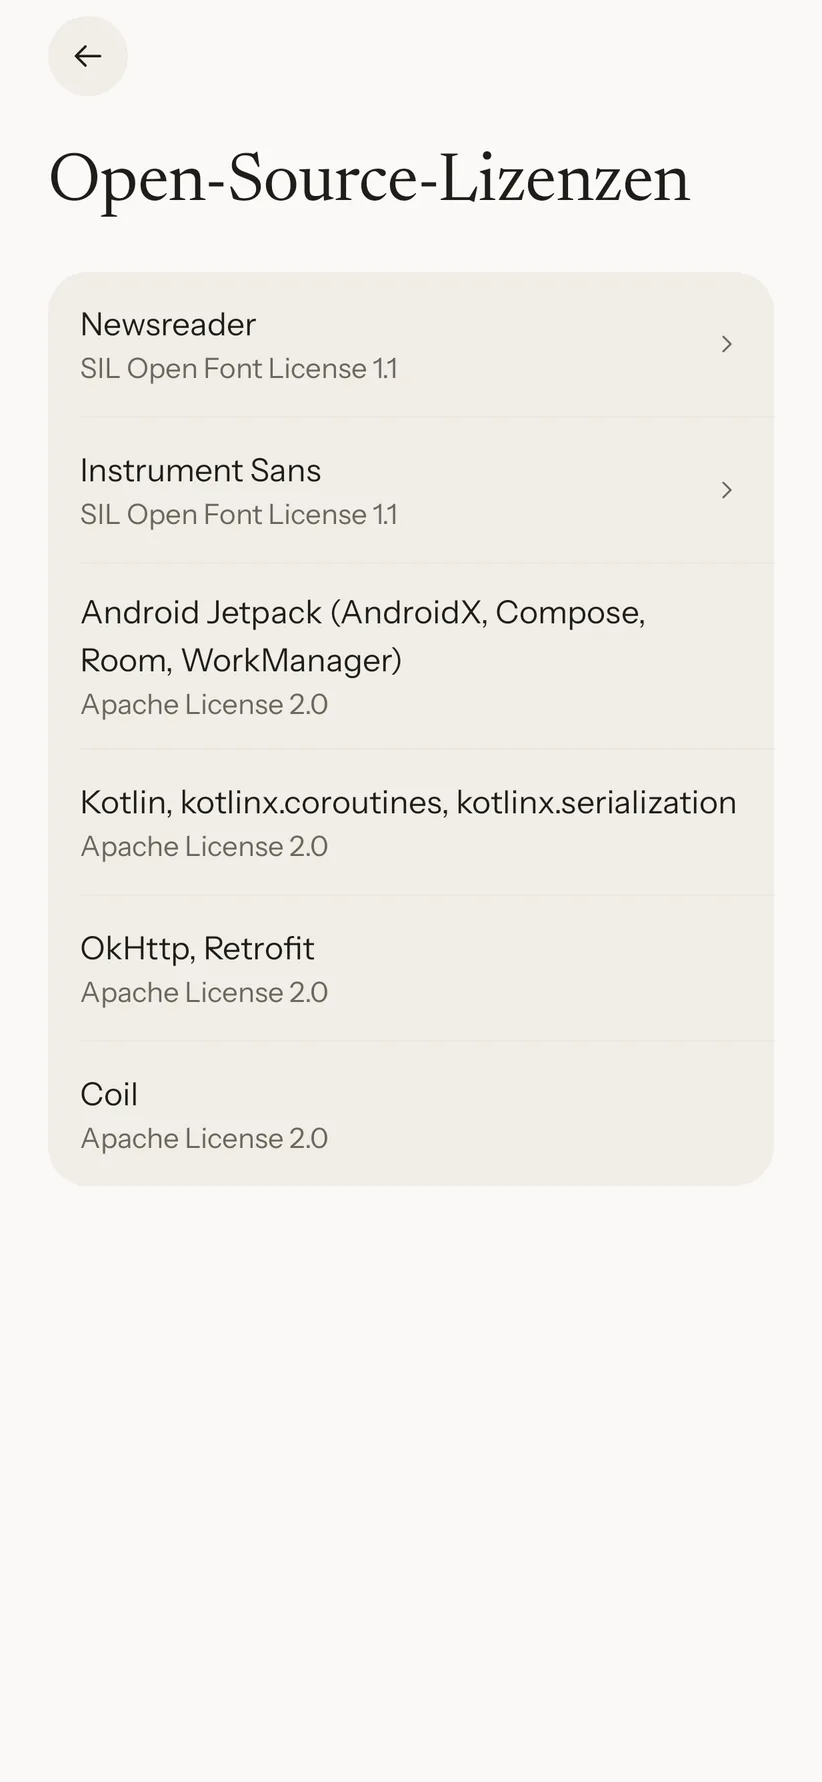 Open-Source-Lizenzen
Newsreader
SIL Open Font License 1.1
Instrument Sans
SIL Open Font License 1.1
Android Jetpack (AndroidX, Compose,
Room, WorkManager)
Apache License 2.0
Kotlin, kotlinx.coroutines, kotlinx.serialization
Apache License 2.0
OkHttp, Retrofit
Apache License 2.0
Coil
Apache License 2.0